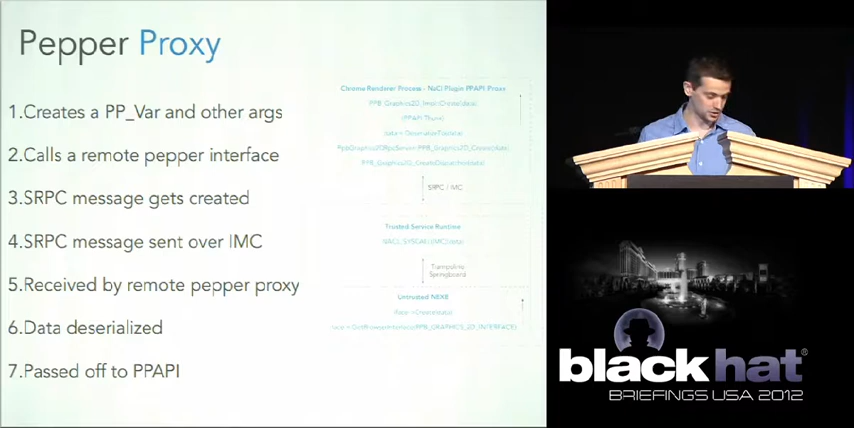 Pepper Proxy
1.Creates a PP_Var and other args
2.Calls a remote pepper interface
3.SRPC message gets created
4.SRPC message sent over IMC
5.Received by remote pepper proxy
6.Data deserialized
7.Passed off to PPAPI
Chrome Renderer Process - NaCl Plugin PPAPI Proxy
(PPAPI Thunk)
SRPC / IMC
Trusted Service Runtime
Trampoline
Springboard
Untrusted NEXE
black hat®
BRIEFINGS USA 2012